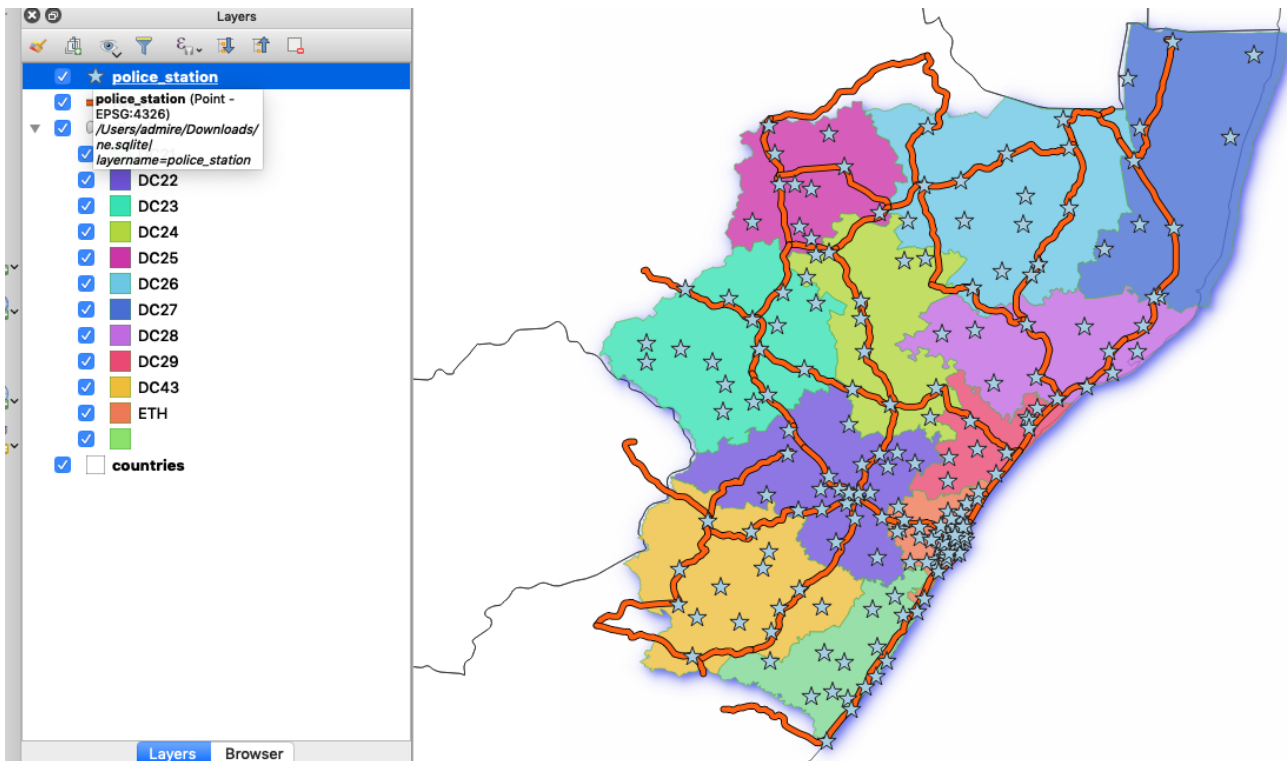 Layers
police_station
police_station (Point -
EPSG:4326)
/Users/admire/Downloads/
ne.sqlite|
layername=police_station
DC22
DC23
DC24
DC25
DC26
DC27
DC28
DC29
DC43
ETH
countries
Layers Browser